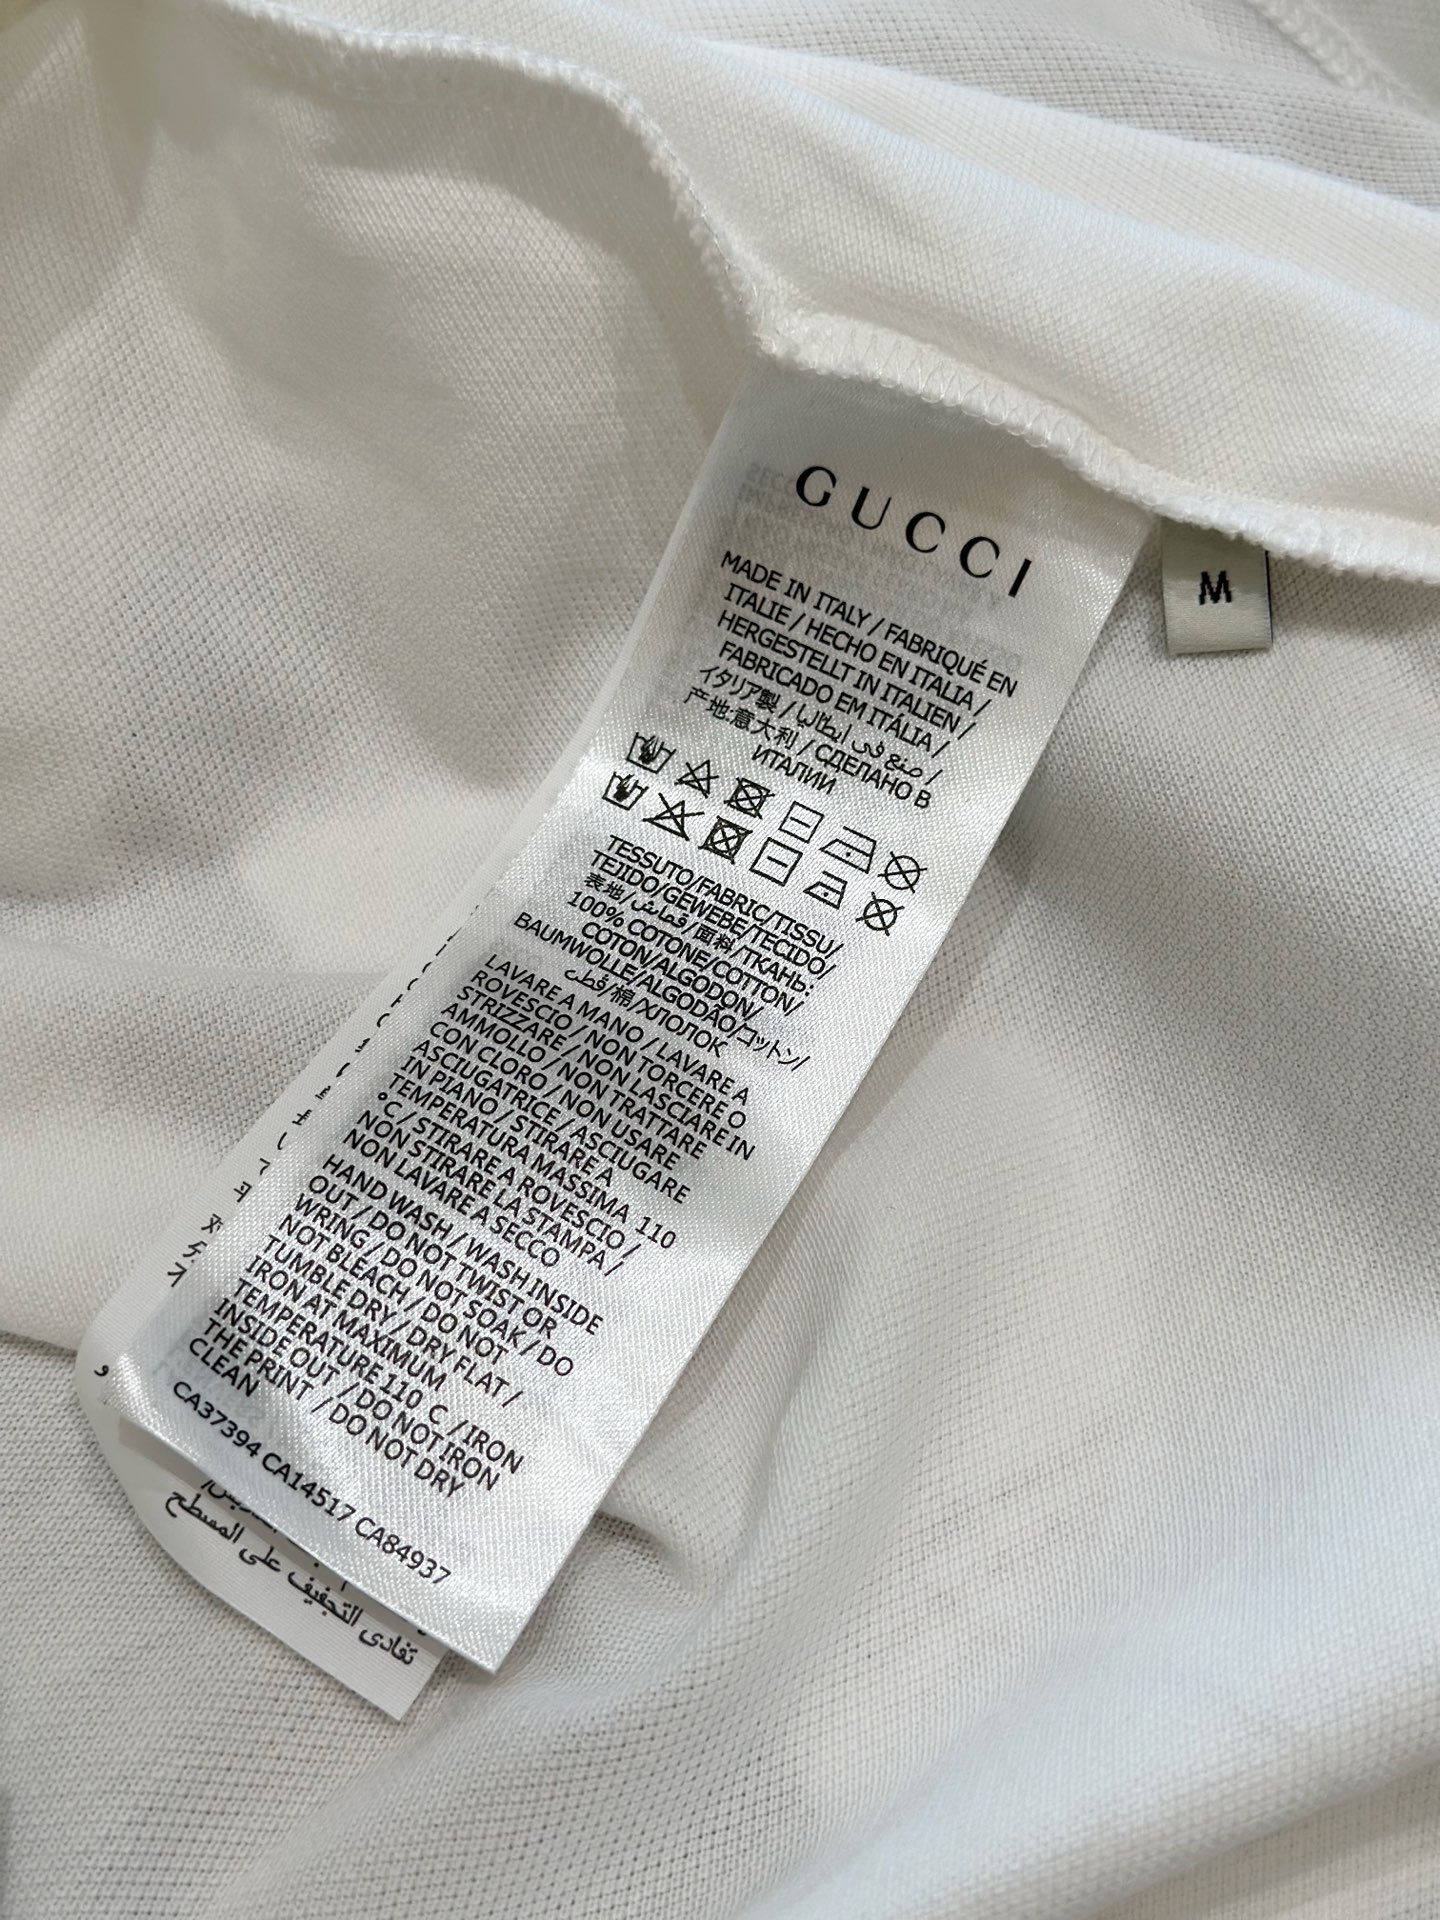 GUCCI
M
MADE IN ITALY / FABRIQUÉ EN
ITALIE / HECHO EN ITALIA /
HERGESTELLT IN ITALIEN /
FABRICADO EM ITÁLIA /
イタリア製 / صنع في ايطاليا /
产地:意大利 / СДЕЛАНО В
ИТАЛИИ
TESSUTO/FABRIC/TISSU/
TEJIDO/GEWEBE/TECIDO/
表地/قماش/面料/ТКАНЬ:
100% COTONE/COTTON/
COTON/ALGODON/
BAUMWOLLE/ALGODÃO/コットン/
قطن/棉/ХЛОПОК
LAVARE A MANO / LAVARE A
ROVESCIO / NON TORCERE O
STRIZZARE / NON LASCIARE IN
AMMOLLO / NON TRATTARE
CON CLORO / NON USARE
ASCIUGATRICE / ASCIUGARE
IN PIANO / STIRARE A
TEMPERATURA MASSIMA 110
°C / STIRARE A ROVESCIO /
NON STIRARE LA STAMPA /
NON LAVARE A SECCO
HAND WASH / WASH INSIDE
OUT / DO NOT TWIST OR
WRING / DO NOT SOAK / DO
NOT BLEACH / DO NOT
TUMBLE DRY / DRY FLAT /
IRON AT MAXIMUM
TEMPERATURE 110 C / IRON
INSIDE OUT / DO NOT IRON
THE PRINT / DO NOT DRY
CLEAN
CA37394 CA14517 CA84937
تفادى التجفيف على المسطح